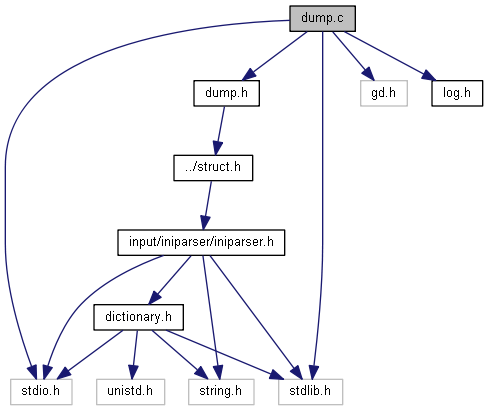 dump.c
dump.h
gd.h
log.h
../struct.h
input/iniparser/iniparser.h
dictionary.h
stdio.h
unistd.h
string.h
stdlib.h